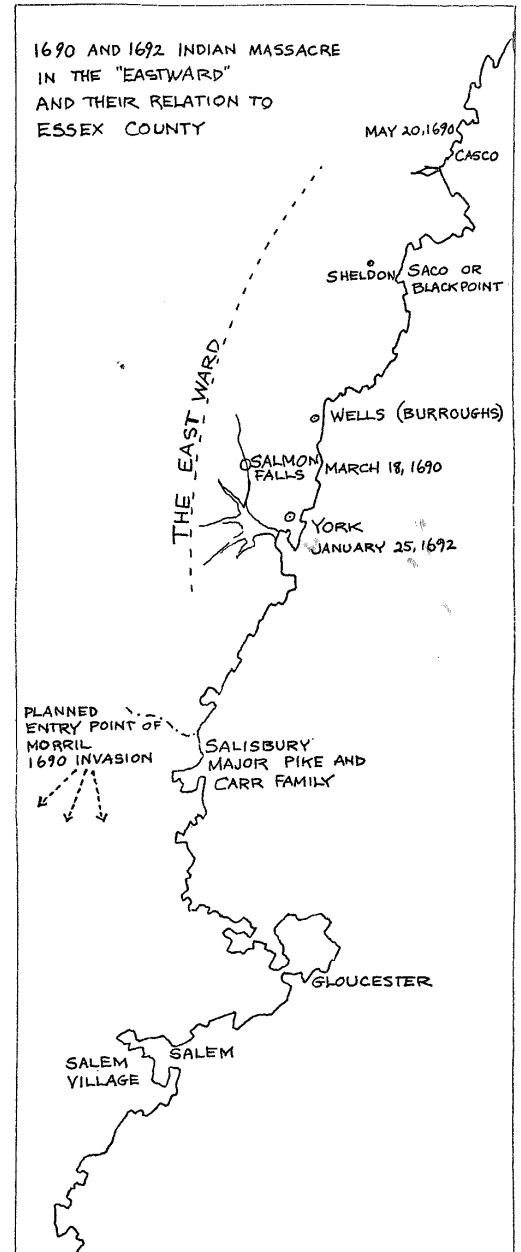 1690 AND 1692 INDIAN MASSACRE
IN THE "EASTWARD"
AND THEIR RELATION TO
ESSEX COUNTY
MAY 20, 1690
CASCO
SHELDON
SACO OR
BLACKPOINT
THE EAST WARD
WELLS (BURROUGHS)
SALMON
FALLS
MARCH 18, 1690
YORK
JANUARY 25, 1692
PLANNED
ENTRY POINT OF
MORRIL
1690 INVASION
SALISBURY
MAJOR PIKE AND
CARR FAMILY
GLOUCESTER
SALEM
SALEM
VILLAGE